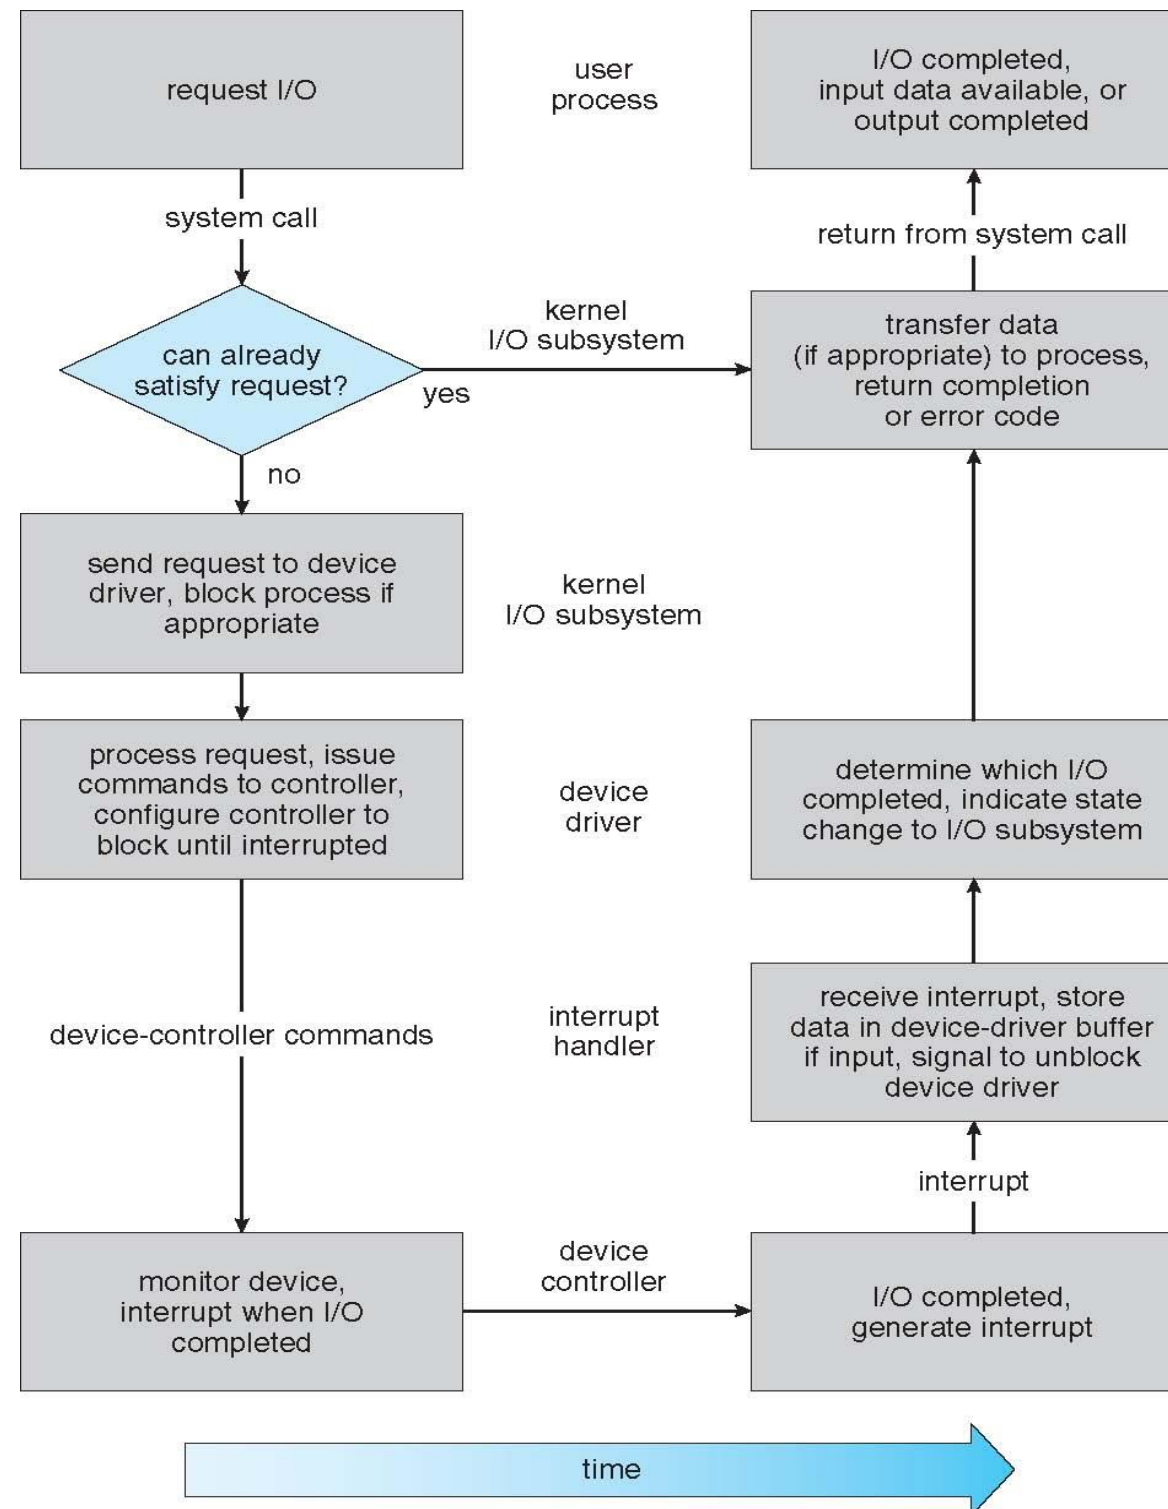 request I/O
user
process
I/O completed,
input data available, or
output completed
system call
return from system call
can already
satisfy request?
kernel
I/O subsystem
yes
transfer data
(if appropriate) to process,
return completion
or error code
no
send request to device
driver, block process if
appropriate
kernel
I/O subsystem
process request, issue
commands to controller,
configure controller to
block until interrupted
device
driver
determine which I/O
completed, indicate state
change to I/O subsystem
device-controller commands
interrupt
handler
receive interrupt, store
data in device-driver buffer
if input, signal to unblock
device driver
interrupt
monitor device,
interrupt when I/O
completed
device
controller
I/O completed,
generate interrupt
time